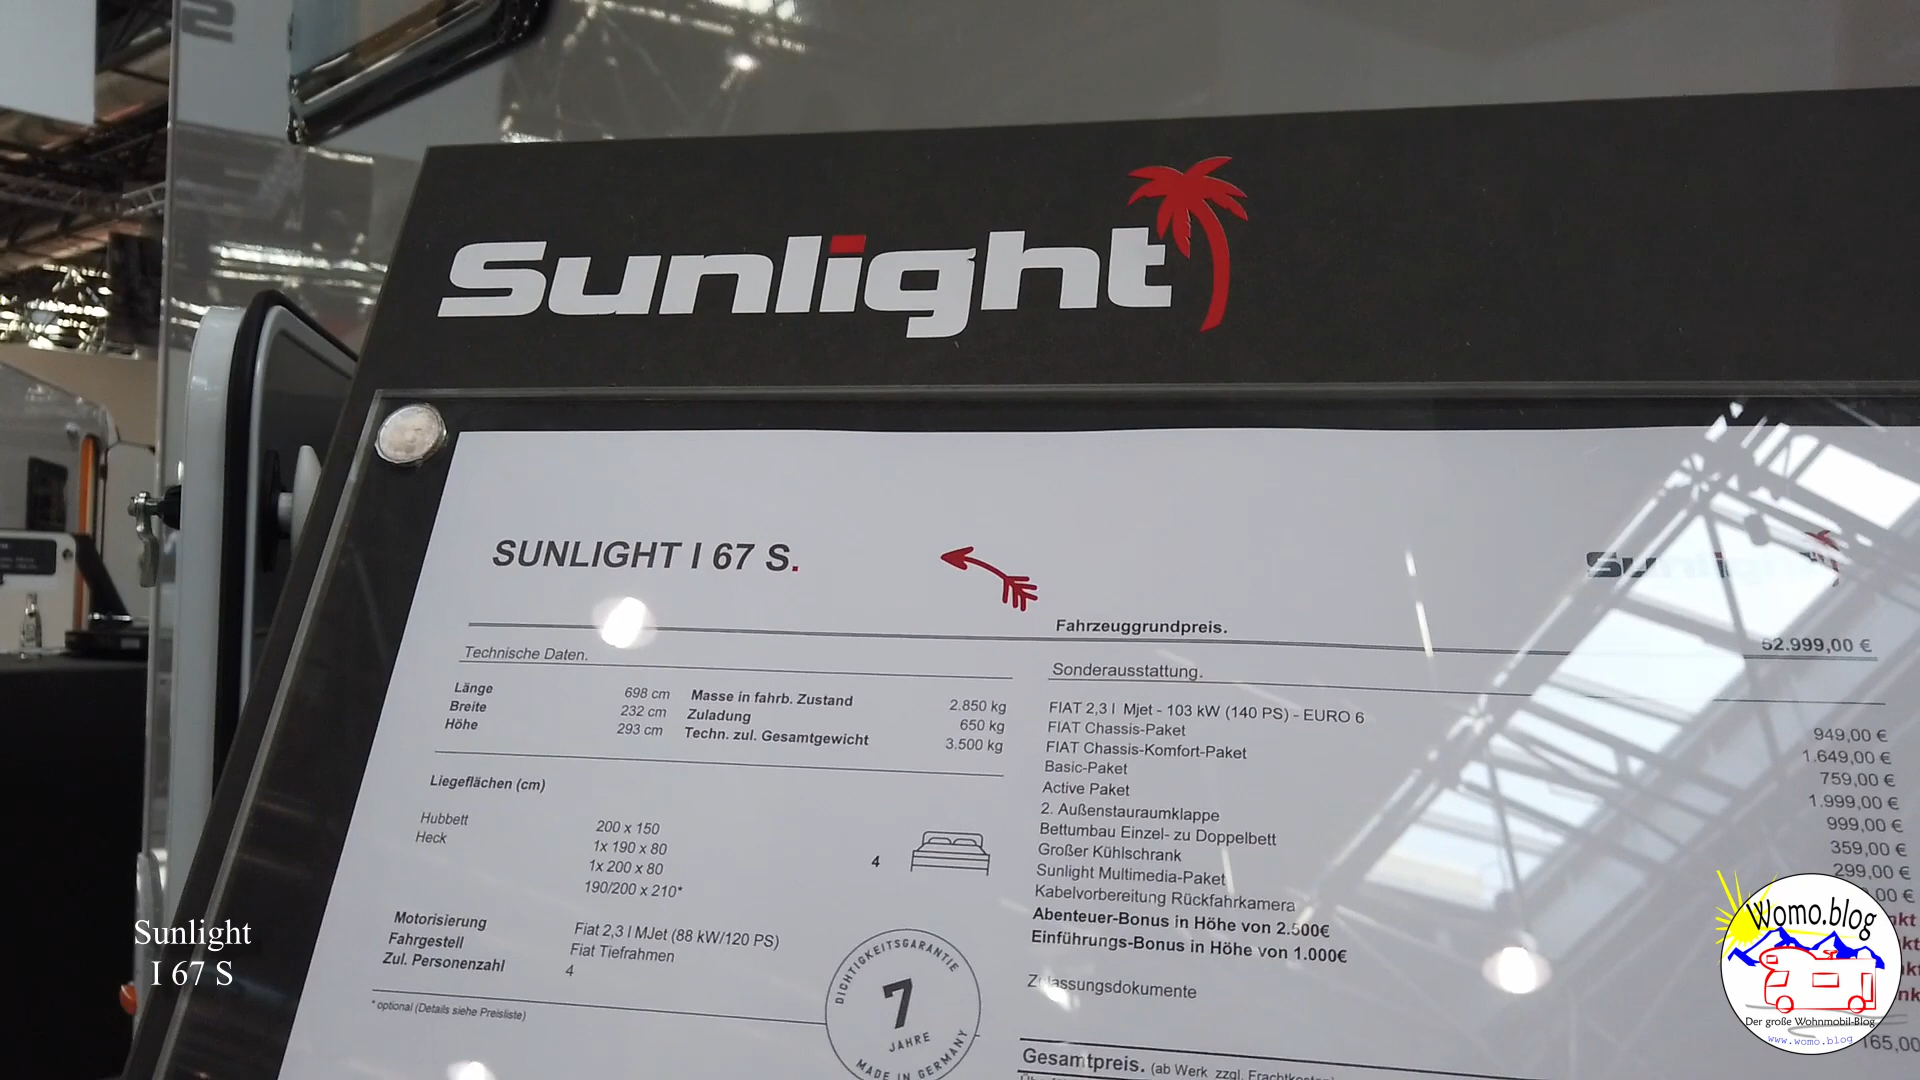 Sunlight
SUNLIGHT I 67 S.
Sunlight
Fahrzeuggrundpreis. 52.999,00 €
Technische Daten.
Länge 698 cm Masse in fahrb. Zustand 2.850 kg
Breite 232 cm Zuladung 650 kg
Höhe 293 cm Techn. zul. Gesamtgewicht 3.500 kg
Liegeflächen (cm)
Hubbett 200 x 150
Heck 1x 190 x 80
1x 200 x 80
190/200 x 210*
4
Motorisierung Fiat 2,3 l MJet (88 kW/120 PS)
Fahrgestell Fiat Tiefrahmen
Zul. Personenzahl 4
* optional (Details siehe Preisliste)
DICHTIGKEITSGARANTIE
7
JAHRE
MADE IN GERMANY
Sonderausstattung.
FIAT 2,3 l Mjet - 103 kW (140 PS) - EURO 6 949,00 €
FIAT Chassis-Paket 1.649,00 €
FIAT Chassis-Komfort-Paket 759,00 €
Basic-Paket 1.999,00 €
Active Paket 999,00 €
2. Außenstauraumklappe 359,00 €
Bettumbau Einzel- zu Doppelbett 299,00 €
Großer Kühlschrank
Sunlight Multimedia-Paket
Kabelvorbereitung Rückfahrkamera
Abenteuer-Bonus in Höhe von 2.500€
Einführungs-Bonus in Höhe von 1.000€
Zulassungsdokumente
Gesamtpreis. (ab Werk zzgl.
Sunlight
I 67 S
Womo.blog
Der große Wohnmobil-Blog
www.womo.blog